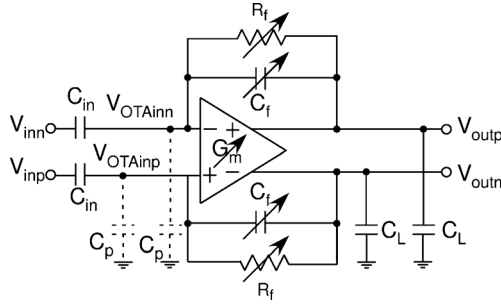 Rf
Cf
Cin
VOTAinn
Vinn
− +
Gm
Voutp
VOTAinp
Vinp
+ −
Voutn
Cin
Cf
Cp
Cp
CL
CL
Rf